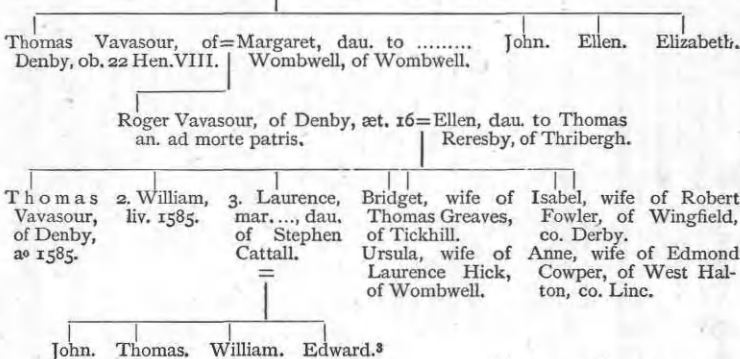 Thomas Vavasour, of=Margaret, dau. to ......... John. Ellen. Elizabeth.
Denby, ob. 22 Hen. VIII. Wombwell, of Wombwell.
Roger Vavasour, of Denby, æt. 16=Ellen, dau. to Thomas
an. ad morte patris. Reresby, of Thribergh.
Thomas
Vavasour,
of Denby,
aº 1585.
2. William,
liv. 1585.
3. Laurence,
mar. ..., dau.
of Stephen
Cattall.
=
Bridget, wife of
Thomas Greaves,
of Tickhill.
Ursula, wife of
Laurence Hick,
of Wombwell.
Isabel, wife of Robert
Fowler, of Wingfield,
co. Derby.
Anne, wife of Edmond
Cowper, of West Hal-
ton, co. Linc.
John. Thomas. William. Edward.³